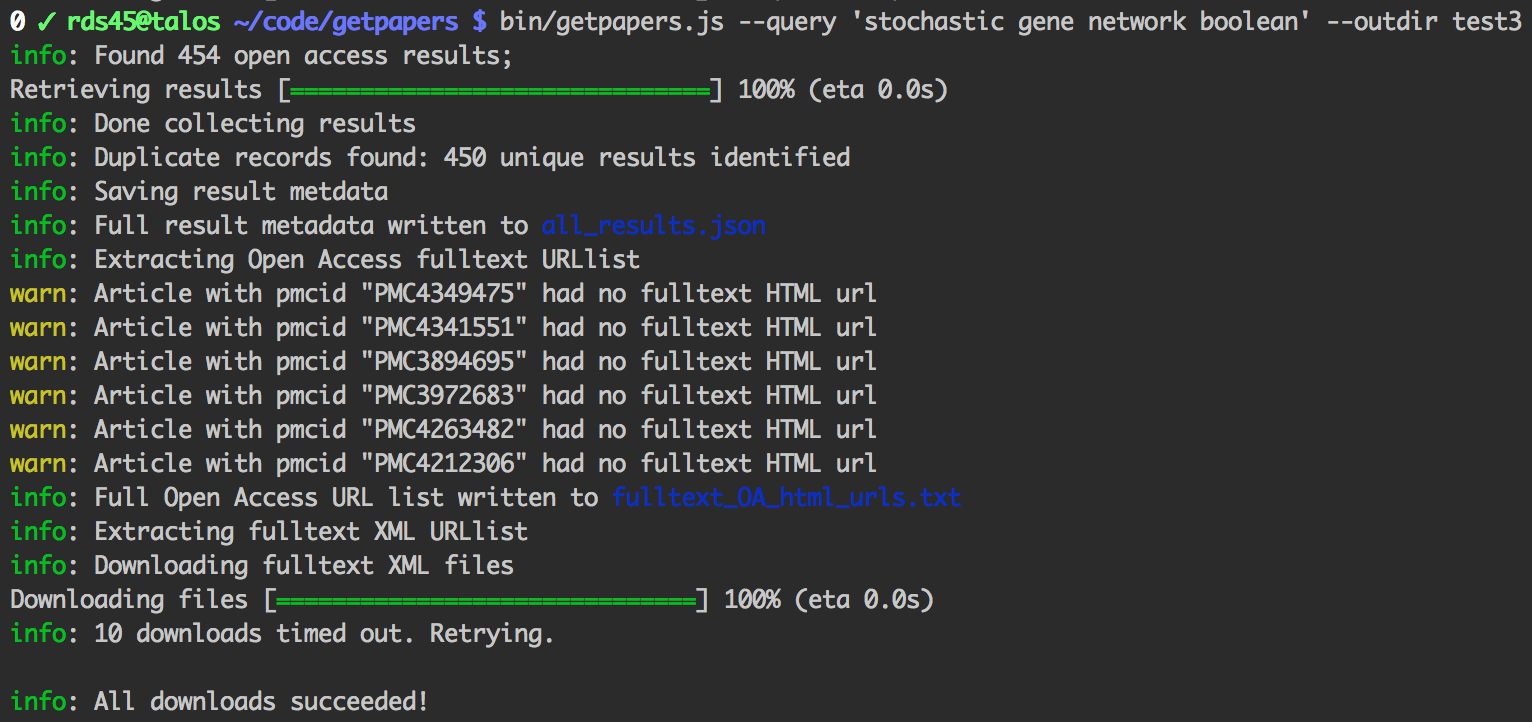 0 ✓ rds45@talos ~/code/getpapers $ bin/getpapers.js --query 'stochastic gene network boolean' --outdir test3
info: Found 454 open access results;
Retrieving results [==============================] 100% (eta 0.0s)
info: Done collecting results
info: Duplicate records found: 450 unique results identified
info: Saving result metdata
info: Full result metadata written to all_results.json
info: Extracting Open Access fulltext URLlist
warn: Article with pmcid "PMC4349475" had no fulltext HTML url
warn: Article with pmcid "PMC4341551" had no fulltext HTML url
warn: Article with pmcid "PMC3894695" had no fulltext HTML url
warn: Article with pmcid "PMC3972683" had no fulltext HTML url
warn: Article with pmcid "PMC4263482" had no fulltext HTML url
warn: Article with pmcid "PMC4212306" had no fulltext HTML url
info: Full Open Access URL list written to fulltext_OA_html_urls.txt
info: Extracting fulltext XML URLlist
info: Downloading fulltext XML files
Downloading files [==============================] 100% (eta 0.0s)
info: 10 downloads timed out. Retrying.
info: All downloads succeeded!